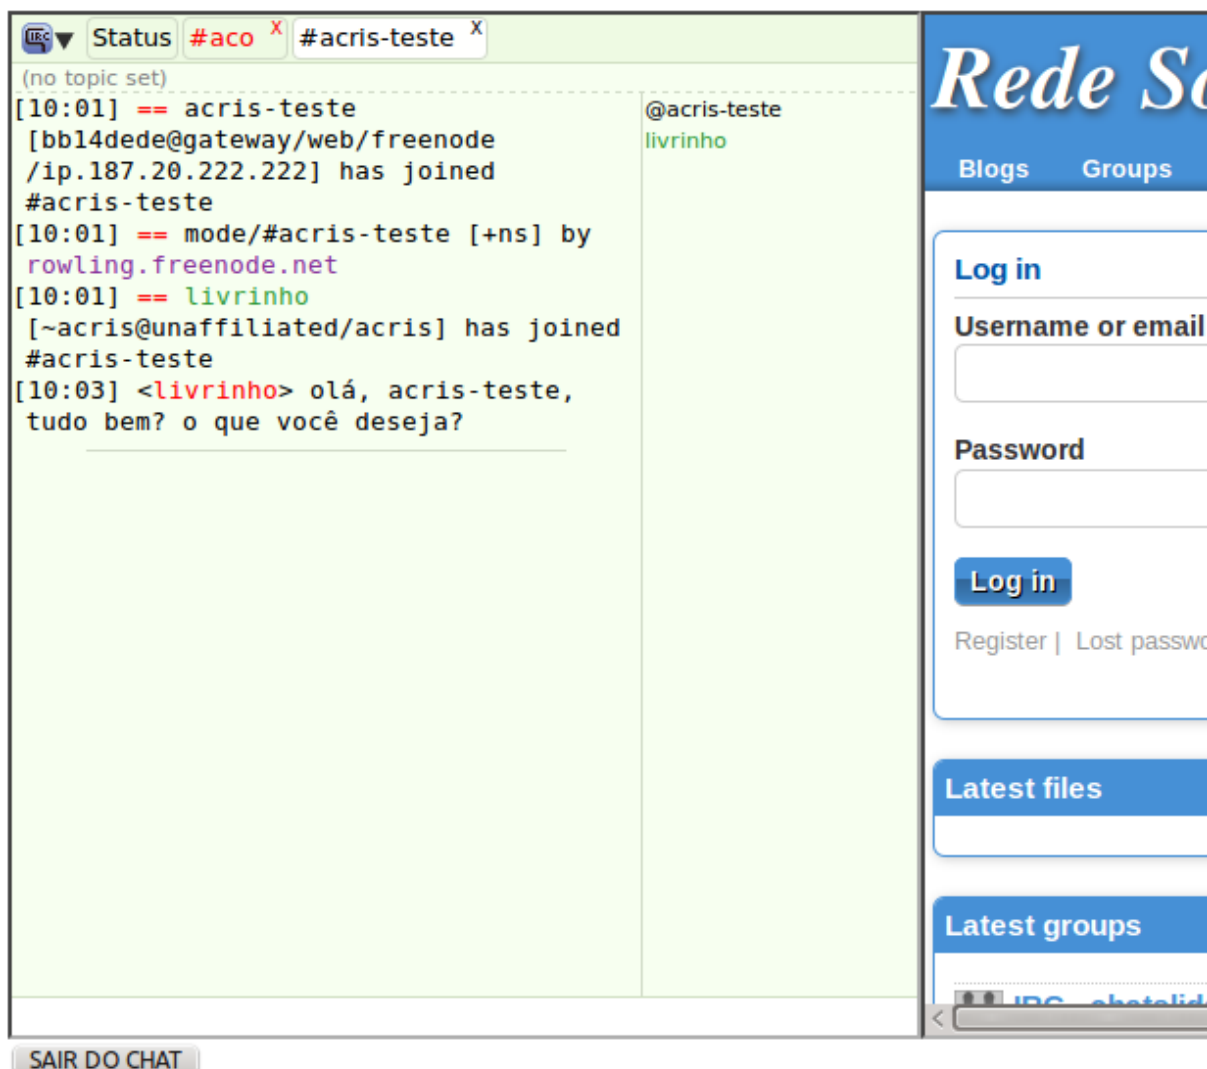 IRC Status #aco X #acris-teste X
(no topic set)
[10:01] == acris-teste
[bb14dede@gateway/web/freenode
/ip.187.20.222.222] has joined
#acris-teste
[10:01] == mode/#acris-teste [+ns] by
rowling.freenode.net
[10:01] == livrinho
[~acris@unaffiliated/acris] has joined
#acris-teste
[10:03] <livrinho> olá, acris-teste,
tudo bem? o que você deseja?
@acris-teste
livrinho
SAIR DO CHAT
Rede
Blogs Groups
Log in
Username or email
Password
Log in
Register | Lost
Latest files
Latest groups